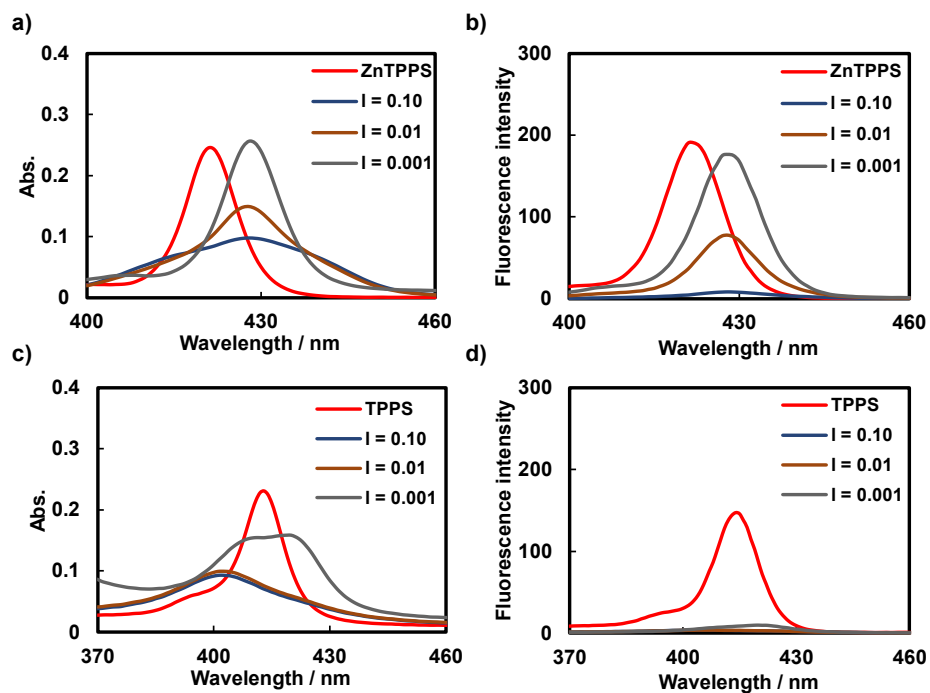 a)
0.4
0.3
0.2
0.1
0
Abs.
400
430
460
Wavelength / nm
ZnTPPS
I = 0.10
I = 0.01
I = 0.001
b)
300
200
100
0
Fluorescence intensity
400
430
460
Wavelength / nm
ZnTPPS
I = 0.10
I = 0.01
I = 0.001
c)
0.4
0.3
0.2
0.1
0
Abs.
370
400
430
460
Wavelength / nm
TPPS
I = 0.10
I = 0.01
I = 0.001
d)
300
200
100
0
Fluorescence intensity
370
400
430
460
Wavelength / nm
TPPS
I = 0.10
I = 0.01
I = 0.001